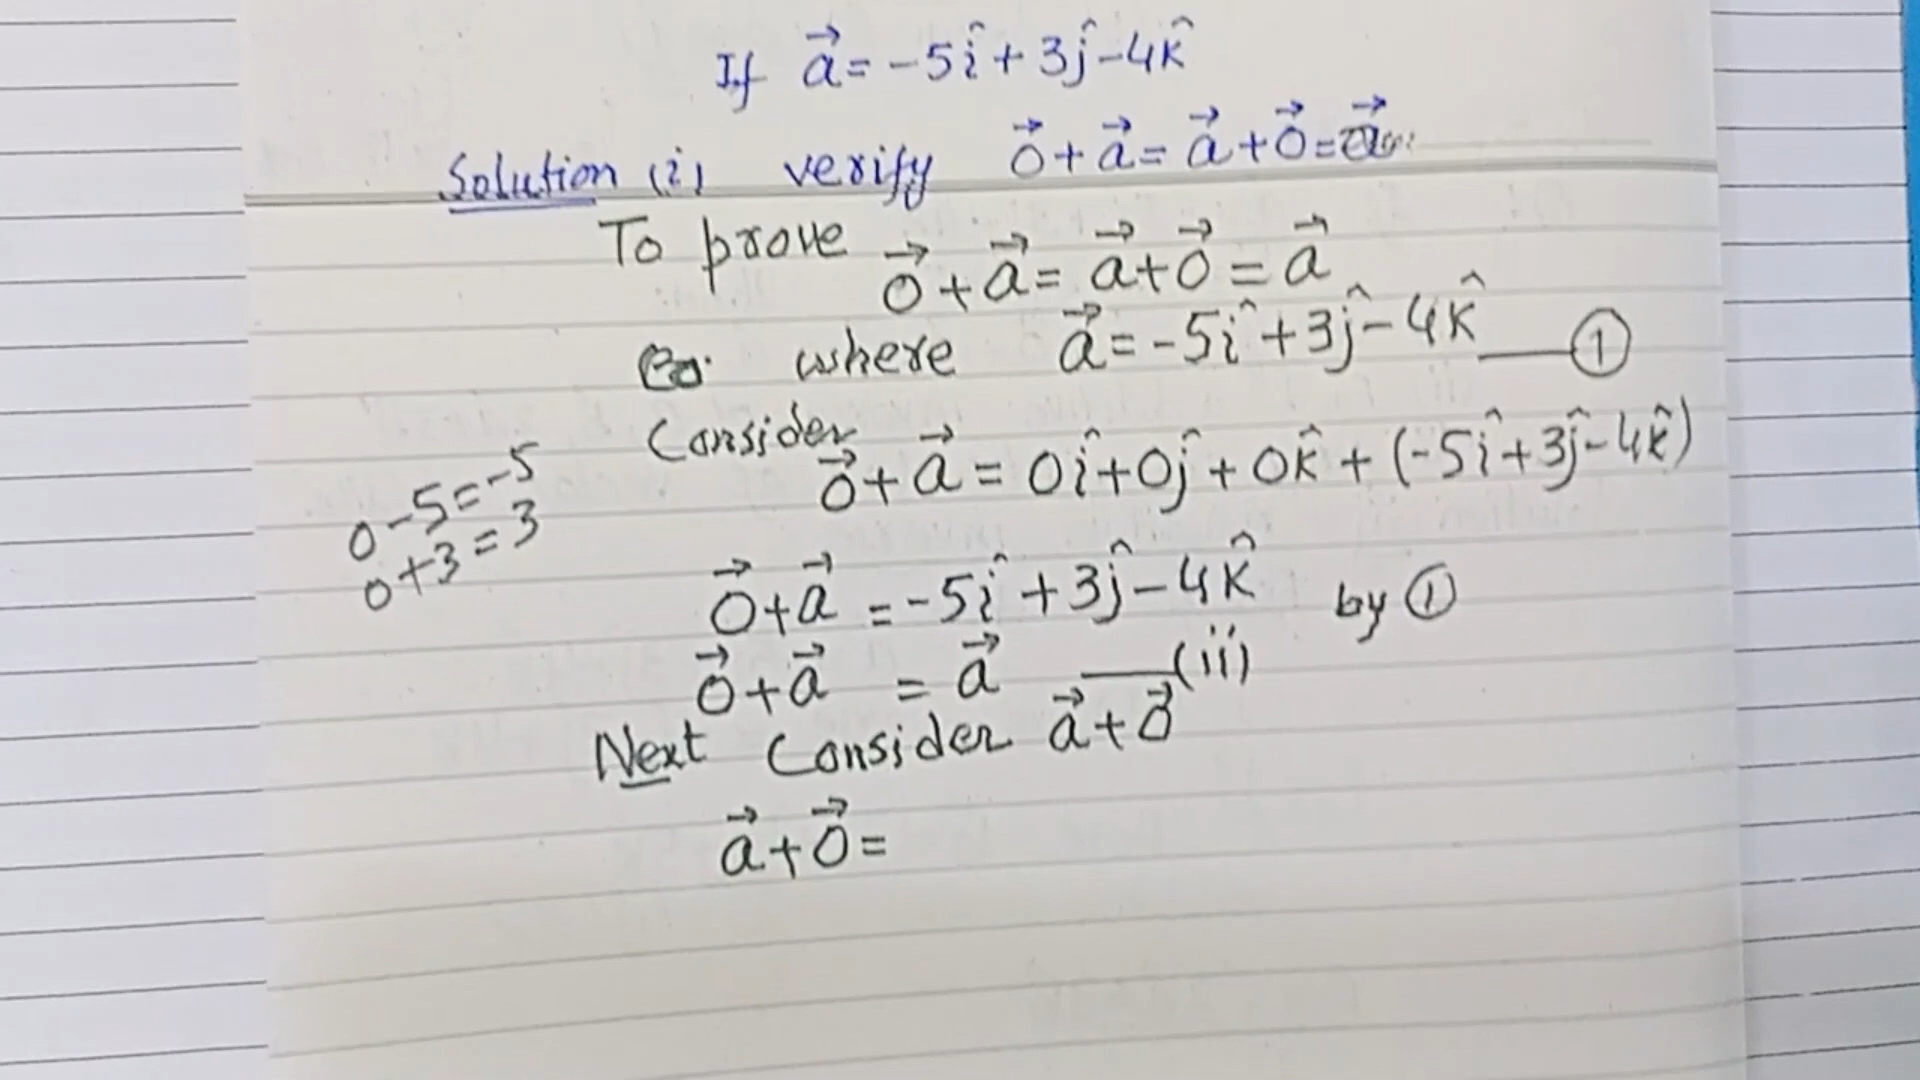 If a⃗ = -5î + 3ĵ - 4k̂
Solution (i) verify 0⃗ + a⃗ = a⃗ + 0⃗ =
To prove
0⃗ + a⃗ = a⃗ + 0⃗ = a⃗
where a⃗ = -5î + 3ĵ - 4k̂ —— ①
Consider
0⃗ + a⃗ = 0î + 0ĵ + 0k̂ + (-5î + 3ĵ - 4k̂)
0 - 5 = -5
0 + 3 = 3
0⃗ + a⃗ = -5î + 3ĵ - 4k̂ by ①
0⃗ + a⃗ = a⃗ —— (ii)
Next Consider a⃗ + 0⃗
a⃗ + 0⃗ =